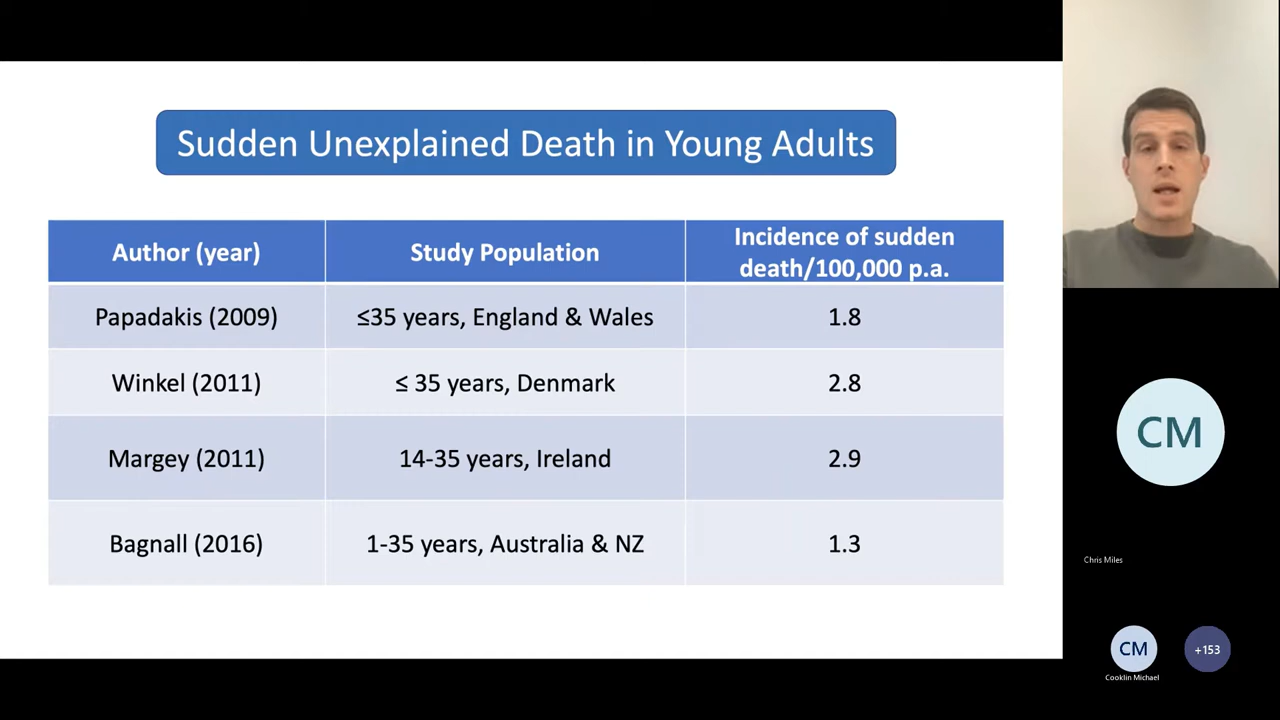 Sudden Unexplained Death in Young Adults
Author (year)
Study Population
Incidence of sudden
death/100,000 p.a.
Papadakis (2009)
≤35 years, England & Wales
1.8
Winkel (2011)
≤ 35 years, Denmark
2.8
Margey (2011)
14-35 years, Ireland
2.9
Bagnall (2016)
1-35 years, Australia & NZ
1.3
CM
Chris Miles
CM
+153
Cooklin Michael